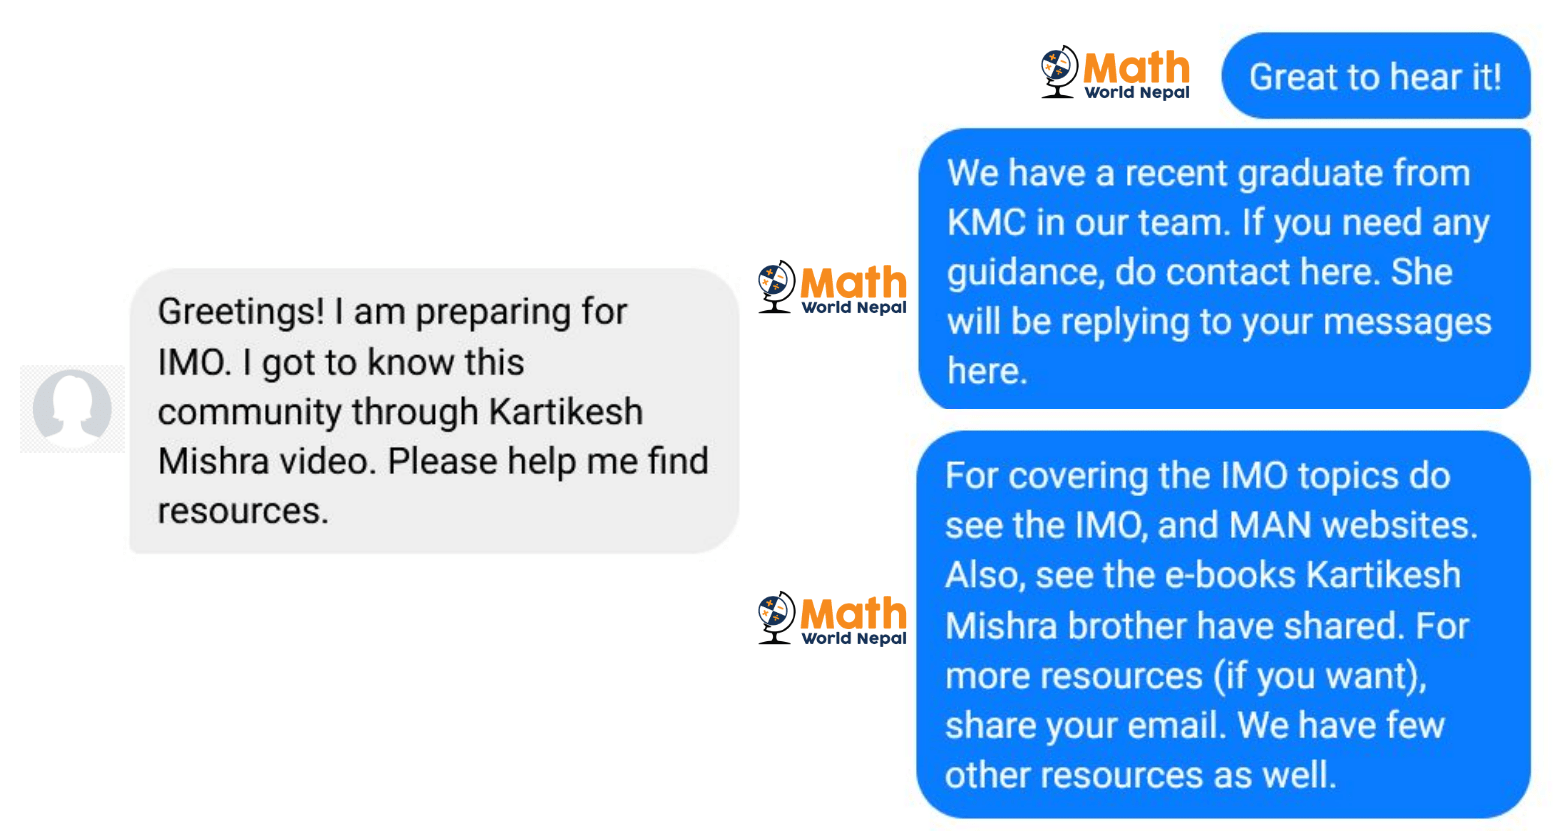 Greetings! I am preparing for
IMO. I got to know this
community through Kartikesh
Mishra video. Please help me find
resources.
Math
World Nepal
Great to hear it!
Math
World Nepal
We have a recent graduate from
KMC in our team. If you need any
guidance, do contact here. She
will be replying to your messages
here.
Math
World Nepal
For covering the IMO topics do
see the IMO, and MAN websites.
Also, see the e-books Kartikesh
Mishra brother have shared. For
more resources (if you want),
share your email. We have few
other resources as well.